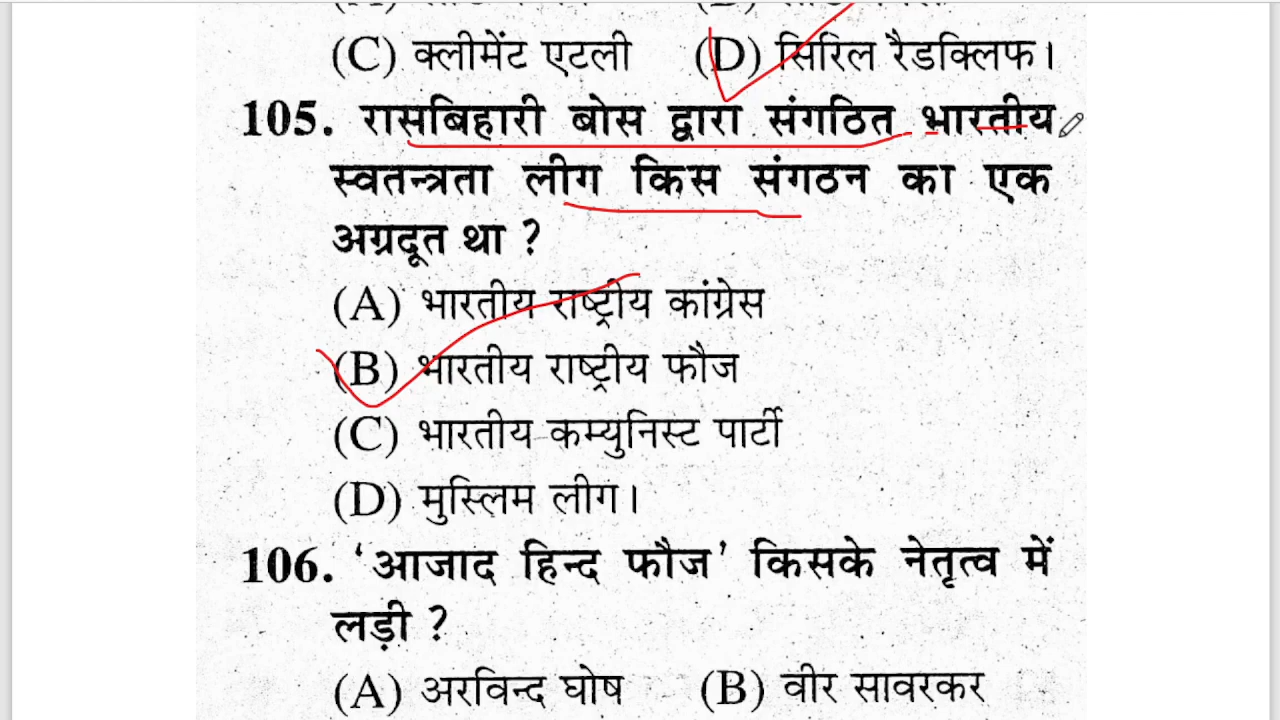 (C) क्लीमेंट एटली (D) सिरिल रैडक्लिफ।
105. रासबिहारी बोस द्वारा संगठित भारतीय
स्वतन्त्रता लीग किस संगठन का एक
अग्रदूत था ?
(A) भारतीय राष्ट्रीय कांग्रेस
(B) भारतीय राष्ट्रीय फौज
(C) भारतीय कम्युनिस्ट पार्टी
(D) मुस्लिम लीग।
106. ‘आजाद हिन्द फौज’ किसके नेतृत्व में
लड़ी ?
(A) अरविन्द घोष (B) वीर सावरकर